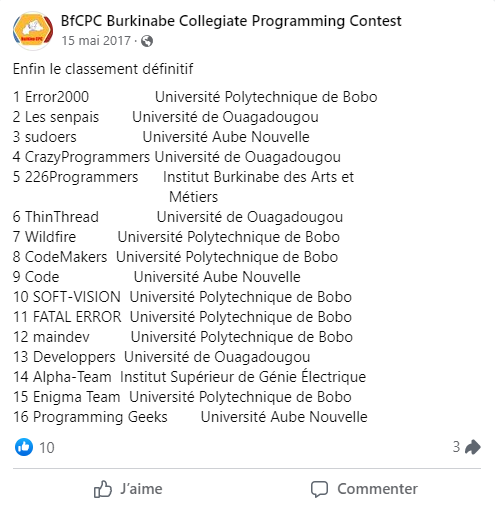 BfCPC Burkinabe Collegiate Programming Contest
15 mai 2017 ·
Enfin le classement définitif
1 Error2000 Université Polytechnique de Bobo
2 Les senpais Université de Ouagadougou
3 sudoers Université Aube Nouvelle
4 CrazyProgrammers Université de Ouagadougou
5 226Programmers Institut Burkinabe des Arts et
Métiers
6 ThinThread Université de Ouagadougou
7 Wildfire Université Polytechnique de Bobo
8 CodeMakers Université Polytechnique de Bobo
9 Code Université Aube Nouvelle
10 SOFT-VISION Université Polytechnique de Bobo
11 FATAL ERROR Université Polytechnique de Bobo
12 maindev Université Polytechnique de Bobo
13 Developpers Université de Ouagadougou
14 Alpha-Team Institut Supérieur de Génie Électrique
15 Enigma Team Université Polytechnique de Bobo
16 Programming Geeks Université Aube Nouvelle
10 3
J’aime Commenter